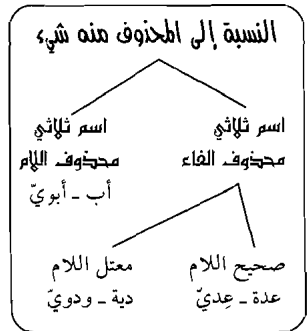 النسبة إلى المحذوف منه شيء
اسم ثلاثي
محذوف الفاء
اسم ثلاثي
محذوف اللام
أب ـ أبويّ
صحيح اللام
عدة ـ عِديّ
معتل اللام
دية ـ ودويّ